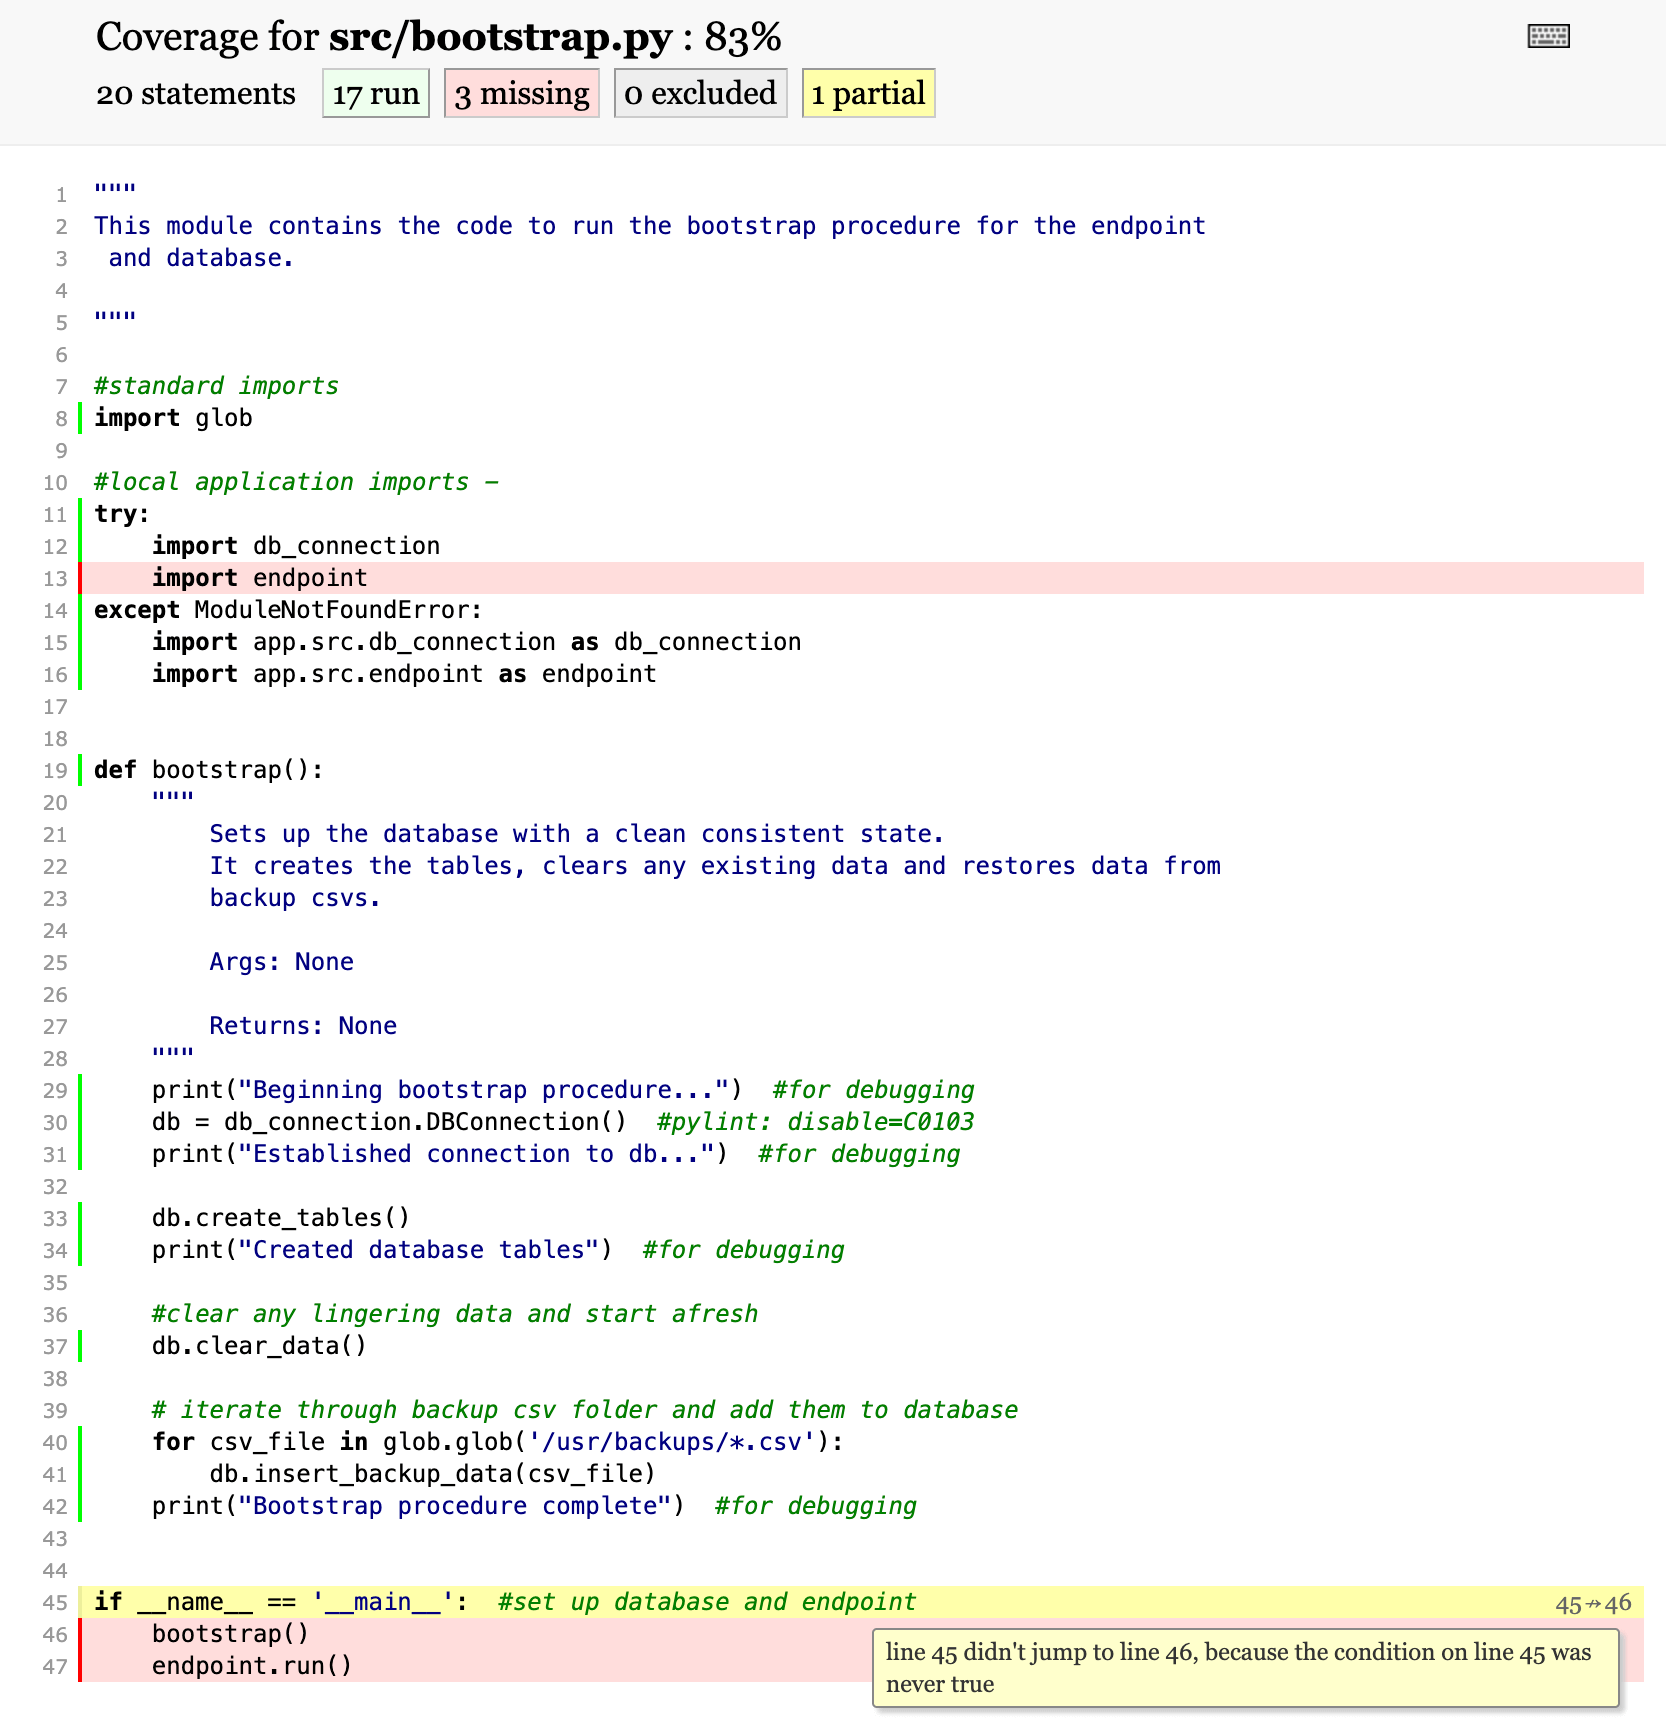 Coverage for src/bootstrap.py : 83%
20 statements 17 run 3 missing 0 excluded 1 partial
1 """
2 This module contains the code to run the bootstrap procedure for the endpoint
3  and database.
4
5 """
6
7 #standard imports
8 import glob
9
10 #local application imports –
11 try:
12     import db_connection
13     import endpoint
14 except ModuleNotFoundError:
15     import app.src.db_connection as db_connection
16     import app.src.endpoint as endpoint
17
18
19 def bootstrap():
20     """
21         Sets up the database with a clean consistent state.
22         It creates the tables, clears any existing data and restores data from
23         backup csvs.
24
25         Args: None
26
27         Returns: None
28     """
29     print("Beginning bootstrap procedure...")  #for debugging
30     db = db_connection.DBConnection()  #pylint: disable=C0103
31     print("Established connection to db...")  #for debugging
32
33     db.create_tables()
34     print("Created database tables")  #for debugging
35
36     #clear any lingering data and start afresh
37     db.clear_data()
38
39     # iterate through backup csv folder and add them to database
40     for csv_file in glob.glob('/usr/backups/*.csv'):
41         db.insert_backup_data(csv_file)
42     print("Bootstrap procedure complete")  #for debugging
43
44
45 if __name__ == '__main__':  #set up database and endpoint 45↛46
46     bootstrap()
47     endpoint.run()
line 45 didn't jump to line 46, because the condition on line 45 was
never true